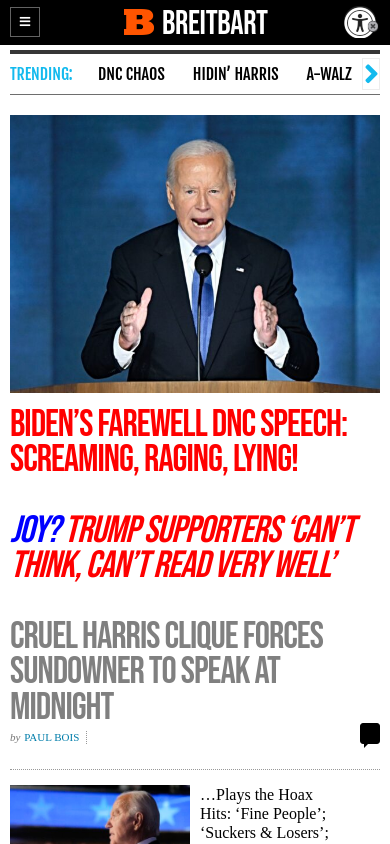 BREITBART
TRENDING:
DNC CHAOS
HIDIN’ HARRIS
A-WALZ
BIDEN’S FAREWELL DNC SPEECH:
SCREAMING, RAGING, LYING!
JOY? TRUMP SUPPORTERS ‘CAN’T
THINK, CAN’T READ VERY WELL’
CRUEL HARRIS CLIQUE FORCES
SUNDOWNER TO SPEAK AT
MIDNIGHT
by PAUL BOIS
…Plays the Hoax
Hits: ‘Fine People’;
‘Suckers & Losers’;